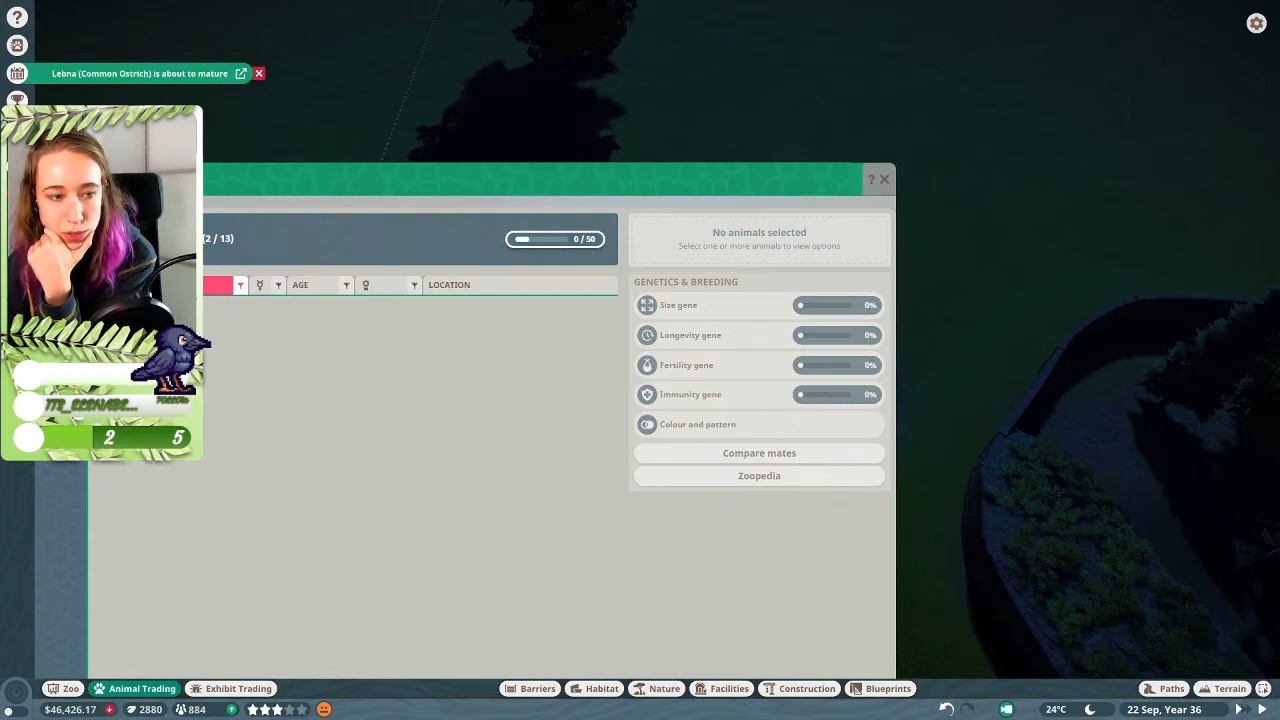 ?
Lebna (Common Ostrich) is about to mature
? ×
(2 / 13)
0 / 50
No animals selected
Select one or more animals to view options
AGE
LOCATION
GENETICS & BREEDING
Size gene
0%
Longevity gene
0%
Fertility gene
0%
Immunity gene
0%
Colour and pattern
Compare mates
Zoopedia
2
5
Zoo
Animal Trading
Exhibit Trading
Barriers
Habitat
Nature
Facilities
Construction
Blueprints
Paths
Terrain
$46,426.17
2880
884
24°C
22 Sep, Year 36